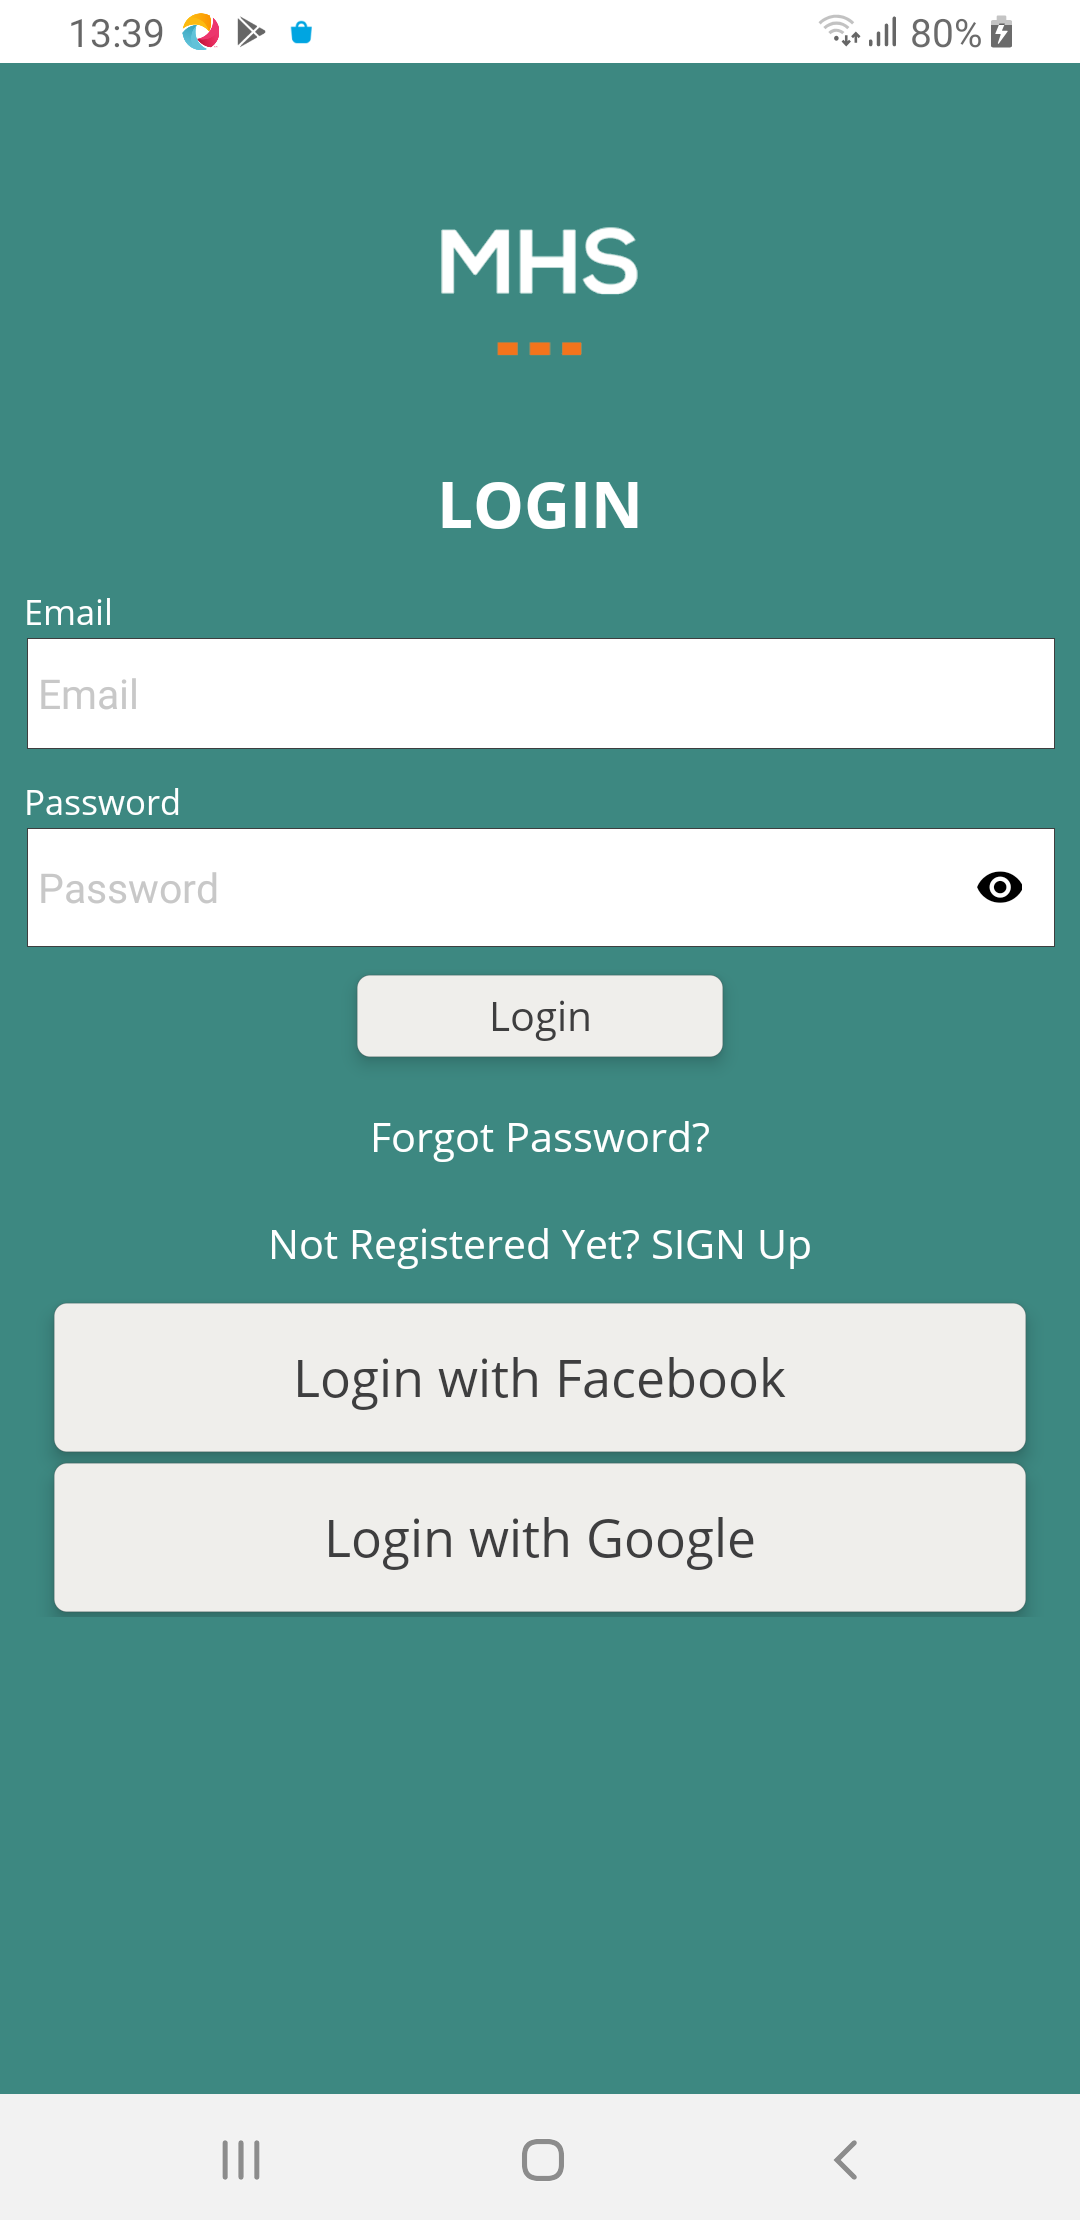 13:39 80%
MHS
LOGIN
Email
Email
Password
Password
Login
Forgot Password?
Not Registered Yet? SIGN Up
Login with Facebook
Login with Google